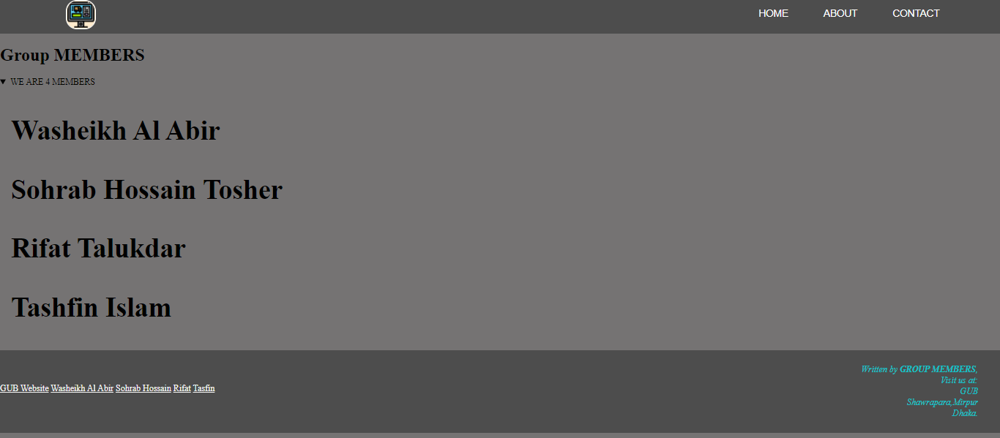 HOME ABOUT CONTACT
Group MEMBERS
WE ARE 4 MEMBERS
Washeikh Al Abir
Sohrab Hossain Tosher
Rifat Talukdar
Tashfin Islam
GUB Website Washeikh Al Abir Sohrab Hossain Rifat Tasfin
Written by GROUP MEMBERS,
Visit us at:
GUB
Shawrapara,Mirpur
Dhaka.